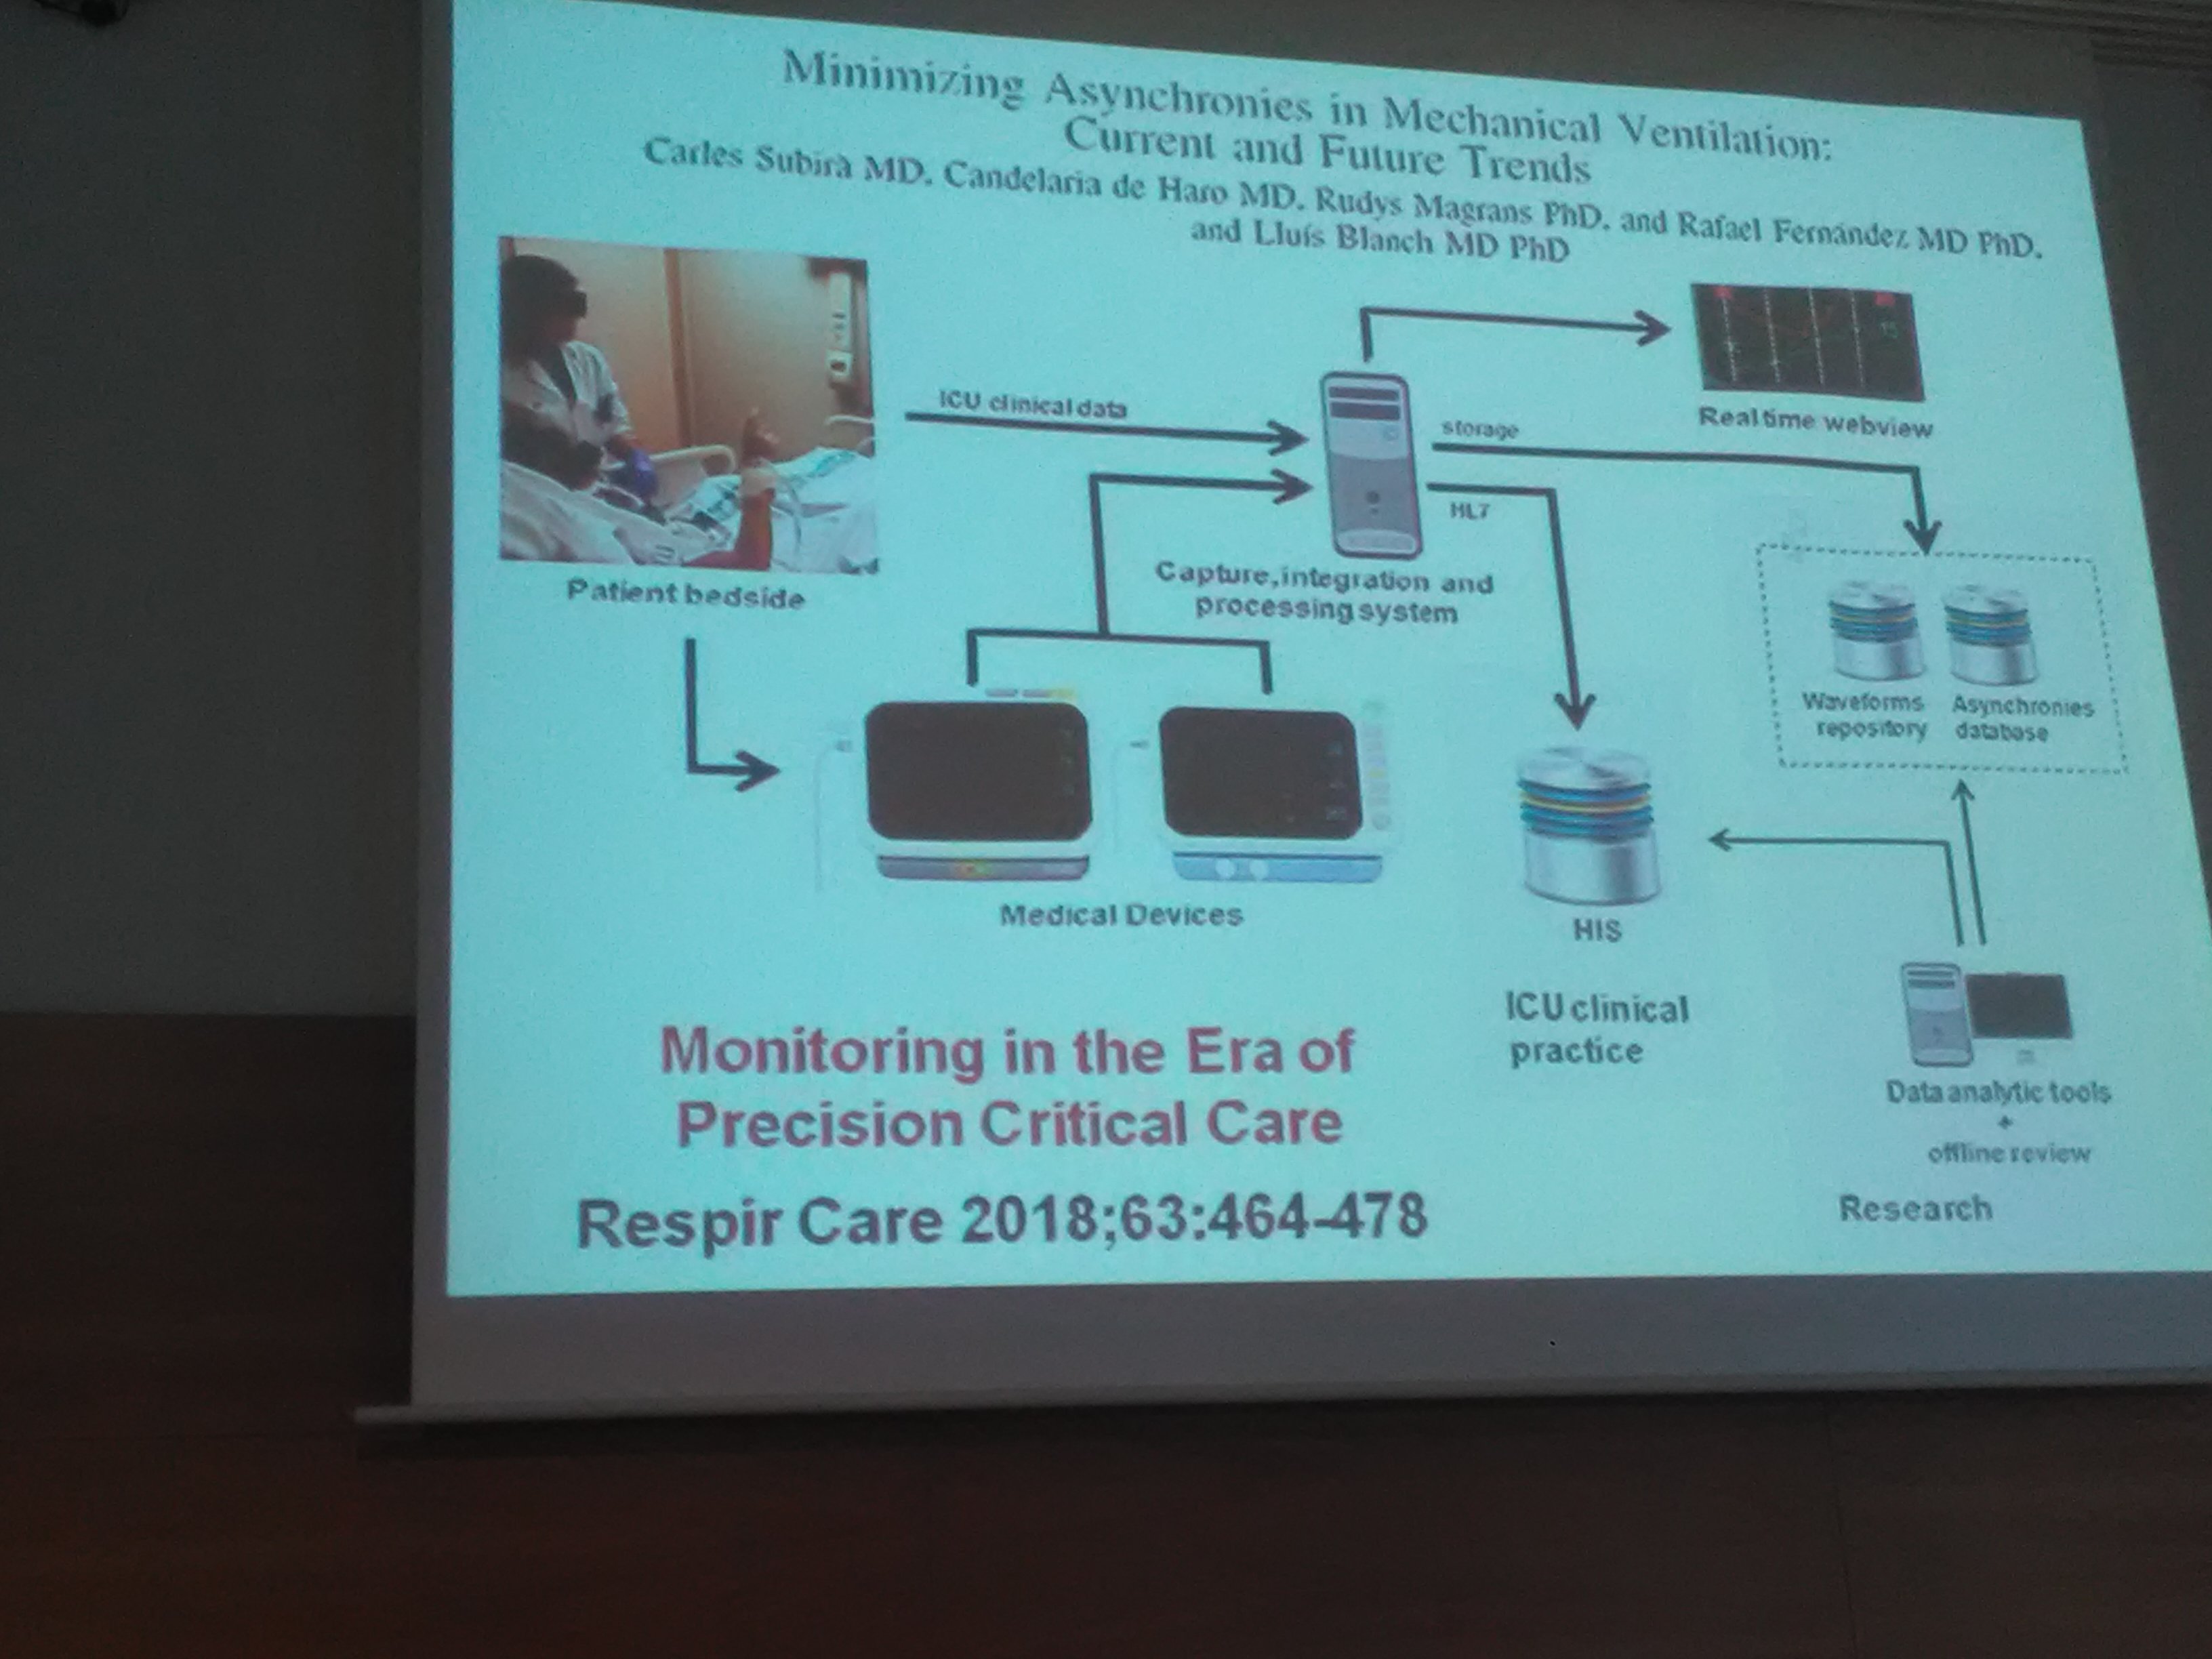 Minimizing Asynchronies in Mechanical Ventilation:
Current and Future Trends
Carles Subirà MD, Candelaria de Haro MD, Rudys Magrans PhD, and Rafael Fernández MD PhD,
and Lluís Blanch MD PhD
ICU clinical data
storage
Real time webview
HL7
Patient bedside
Capture, integration and
processing system
Waveforms
repository
Asynchronies
database
Medical Devices
HIS
ICU clinical
practice
Data analytic tools
+
offline review
Research
Monitoring in the Era of
Precision Critical Care
Respir Care 2018;63:464-478